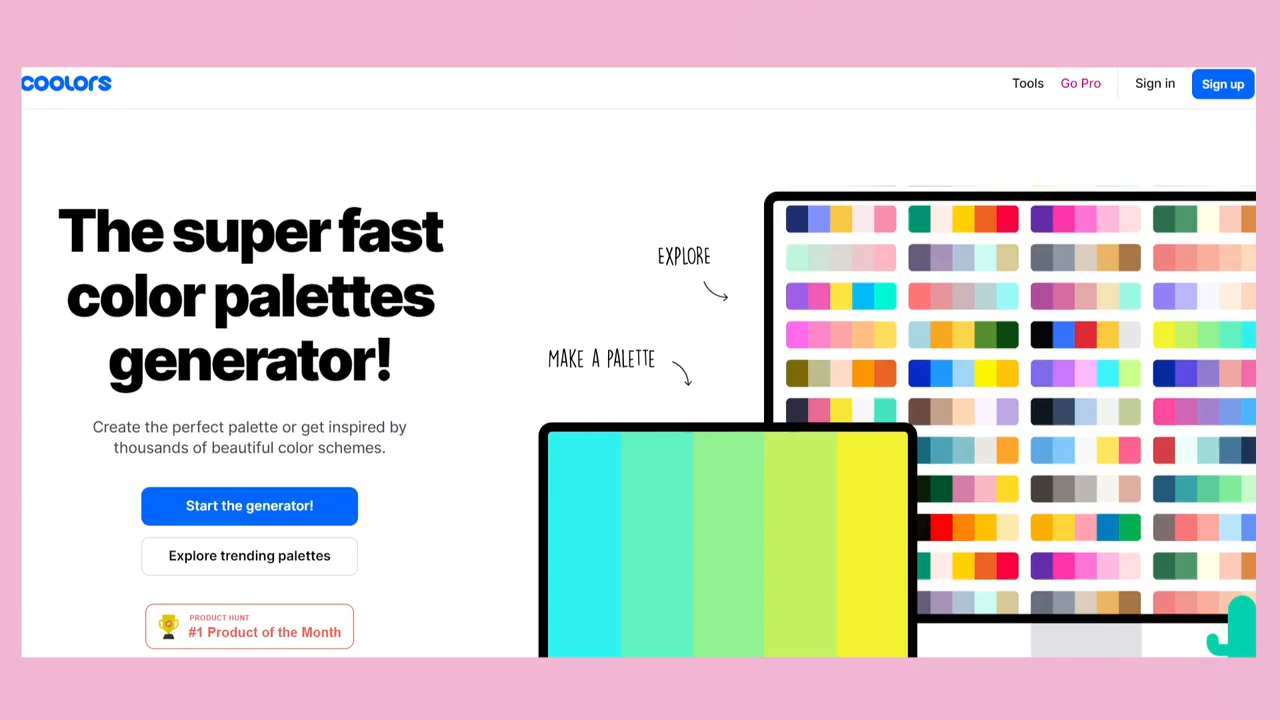 coolors
Tools
Go Pro
Sign in
Sign up
The super fast
color palettes
generator!
Create the perfect palette or get inspired by
thousands of beautiful color schemes.
Start the generator!
Explore trending palettes
PRODUCT HUNT
#1 Product of the Month
EXPLORE
MAKE A PALETTE